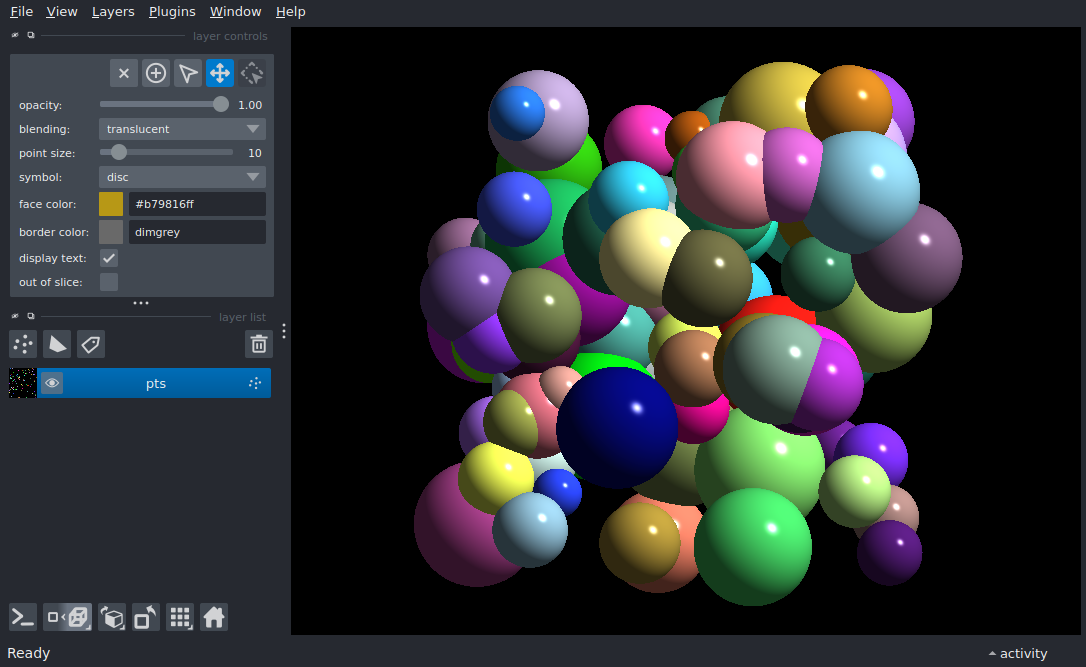 File View Layers Plugins Window Help
layer controls
opacity: 1.00
blending: translucent
point size: 10
symbol: disc
face color: #b79816ff
border color: dimgrey
display text:
out of slice:
layer list
pts
Ready activity